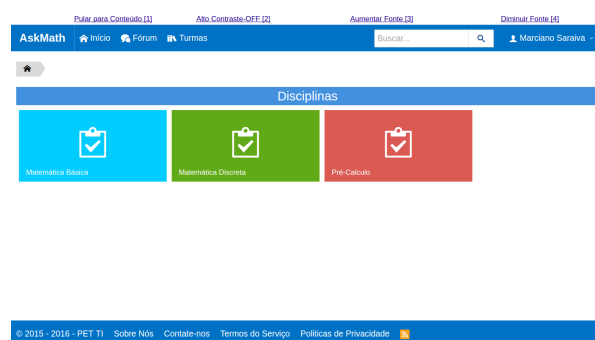 Pular para Conteúdo [1] Alto Contraste-OFF [2] Aumentar Fonte [3] Diminuir Fonte [4]
AskMath Início Fórum Turmas Buscar... Marciano Saraiva
Disciplinas
Matemática Básica Matemática Discreta Pré-Calculo
© 2015 - 2016 - PET TI Sobre Nós Contate-nos Termos do Serviço Politicas de Privacidade